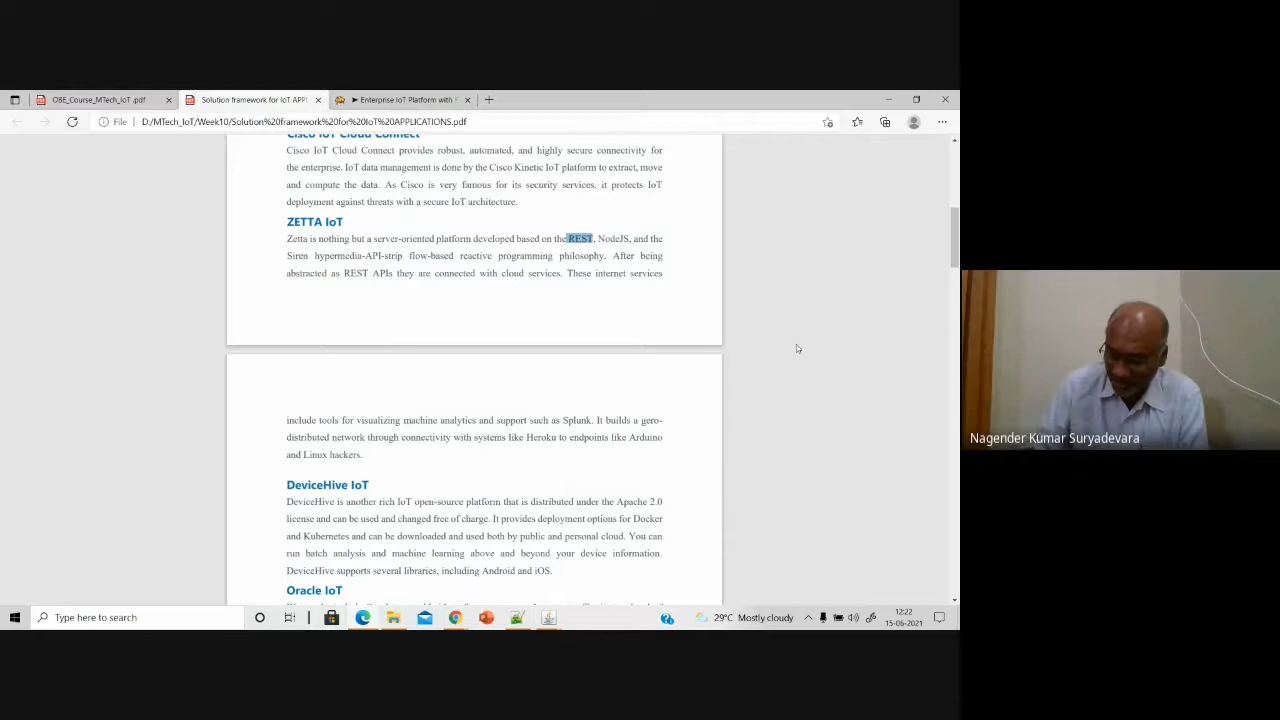 OBE_Course_MTech_IoT .pdf
Solution framework for IoT APPL
➤ Enterprise IoT Platform with F
File
D:/MTech_IoT/Week10/Solution%20framework%20for%20IoT%20APPLICATIONS.pdf
Cisco IoT Cloud Connect
Cisco IoT Cloud Connect provides robust, automated, and highly secure connectivity for
the enterprise. IoT data management is done by the Cisco Kinetic IoT platform to extract, move
and compute the data. As Cisco is very famous for its security services, it protects IoT
deployment against threats with a secure IoT architecture.
ZETTA IoT
Zetta is nothing but a server-oriented platform developed based on the REST, NodeJS, and the
Siren hypermedia-API-strip flow-based reactive programming philosophy. After being
abstracted as REST APIs they are connected with cloud services. These internet services
include tools for visualizing machine analytics and support such as Splunk. It builds a gero-
distributed network through connectivity with systems like Heroku to endpoints like Arduino
and Linux hackers.
DeviceHive IoT
DeviceHive is another rich IoT open-source platform that is distributed under the Apache 2.0
license and can be used and changed free of charge. It provides deployment options for Docker
and Kubernetes and can be downloaded and used both by public and personal cloud. You can
run batch analysis and machine learning above and beyond your device information.
DeviceHive supports several libraries, including Android and iOS.
Oracle IoT
Nagender Kumar Suryadevara
Type here to search
29°C Mostly cloudy
12:22
15-06-2021